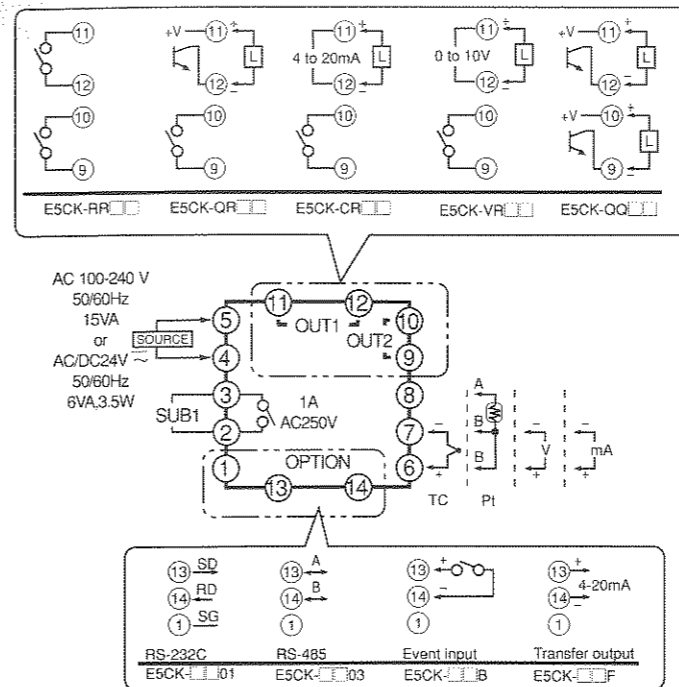 11 +V 11 + L 4 to 20mA 11 + L 0 to 10V 11 + L +V 11 + L
12 12 − 12 − 12 − 12 −
10 10 10 10 +V 10 + L
9 9 9 9 9 −
E5CK-RR□□ E5CK-QR□□ E5CK-CR□□ E5CK-VR□□ E5CK-QQ□□
AC 100-240 V
50/60Hz
15VA
or
AC/DC24V ~
50/60Hz
6VA,3.5W
SOURCE
5
4
3
2
1
SUB1
1A
AC250V
11
12
OUT1
OUT2
10
9
8
7
6
OPTION
13
14
−
+
TC
A
B
B
Pt
−
V
+
−
mA
+
13 SD
14 RD
1 SG
RS-232C
E5CK-□□01
13 A
14 B
1
RS-485
E5CK-□□03
13 +
14 −
1
Event input
E5CK-□□B
13 +
4-20mA
14 −
1
Transfer output
E5CK-□□F